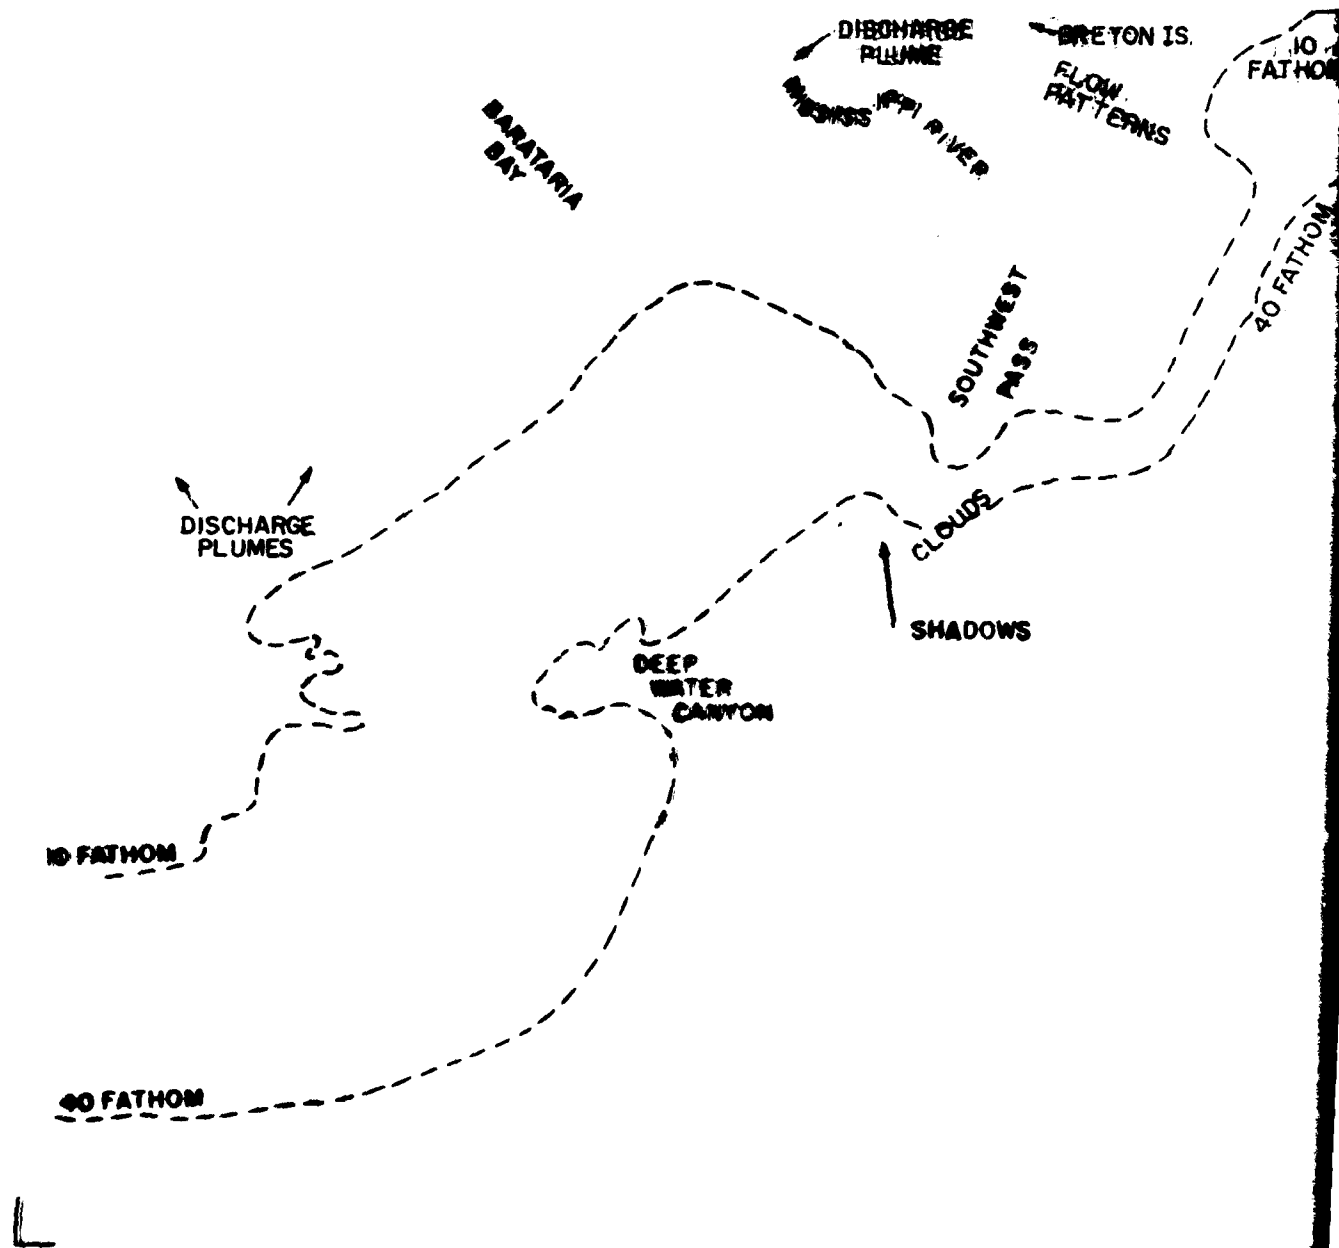 DISCHARGE
PLUME
BRETON IS.
10
FATHOM
FLOW
PATTERNS
MISSISSIPPI RIVER
BARATARIA
BAY
40 FATHOM
SOUTHWEST
PASS
DISCHARGE
PLUMES
CLOUDS
SHADOWS
DEEP
WATER
CANYON
10 FATHOM
40 FATHOM